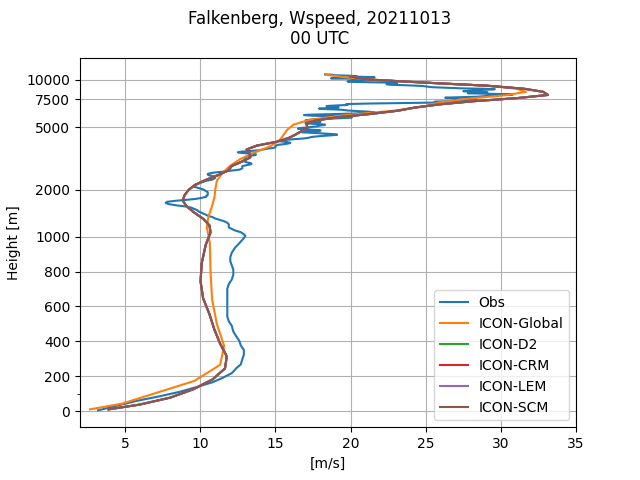 Falkenberg, Wspeed, 20211013
00 UTC
Height [m]
10000
7500
5000
2000
1000
800
600
400
200
0
5
10
15
20
25
30
35
[m/s]
Obs
ICON-Global
ICON-D2
ICON-CRM
ICON-LEM
ICON-SCM